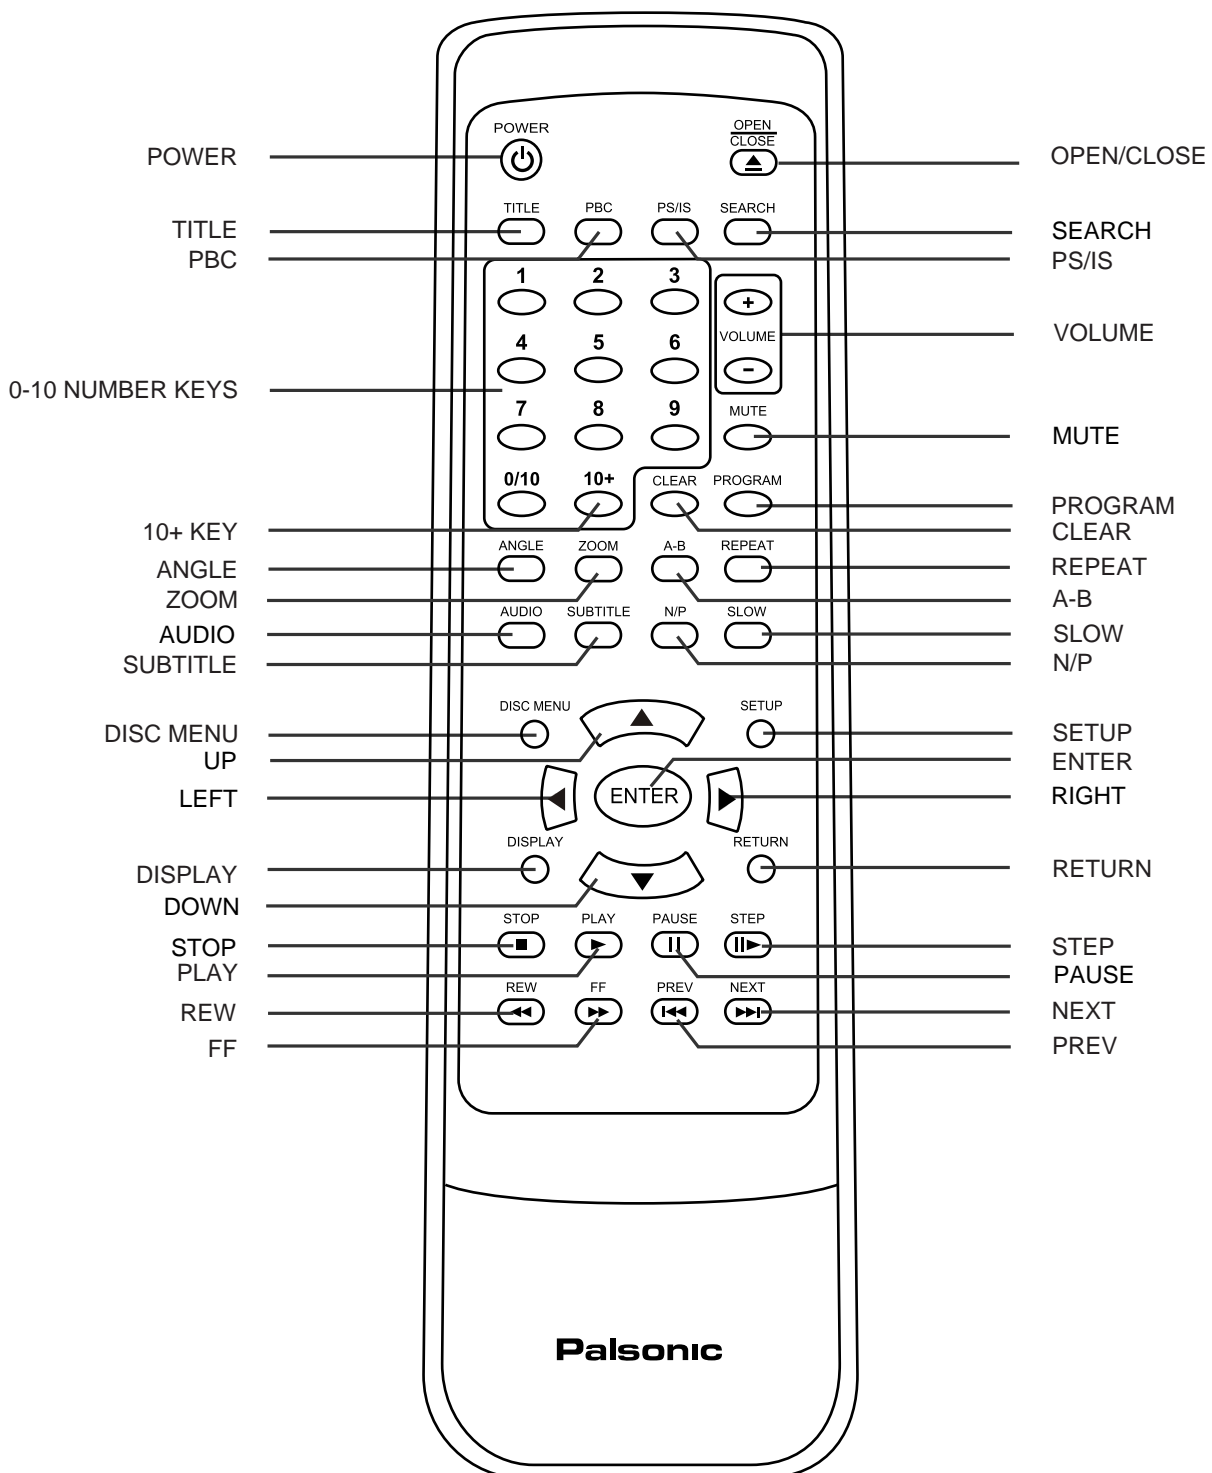 POWER
OPEN
CLOSE
POWER
OPEN/CLOSE
TITLE PBC PS/IS SEARCH
TITLE
SEARCH
PBC
PS/IS
1 2 3
+
VOLUME
VOLUME
4 5 6
-
0-10 NUMBER KEYS
7 8 9 MUTE
MUTE
0/10 10+ CLEAR PROGRAM
PROGRAM
10+ KEY
CLEAR
ANGLE ZOOM A-B REPEAT
ANGLE
REPEAT
ZOOM
A-B
AUDIO SUBTITLE N/P SLOW
AUDIO
SLOW
SUBTITLE
N/P
DISC MENU SETUP
DISC MENU
SETUP
UP
ENTER
LEFT
ENTER
RIGHT
DISPLAY RETURN
DISPLAY
RETURN
DOWN
STOP PLAY PAUSE STEP
STOP
STEP
PLAY
PAUSE
REW FF PREV NEXT
REW
NEXT
FF
PREV
Palsonic